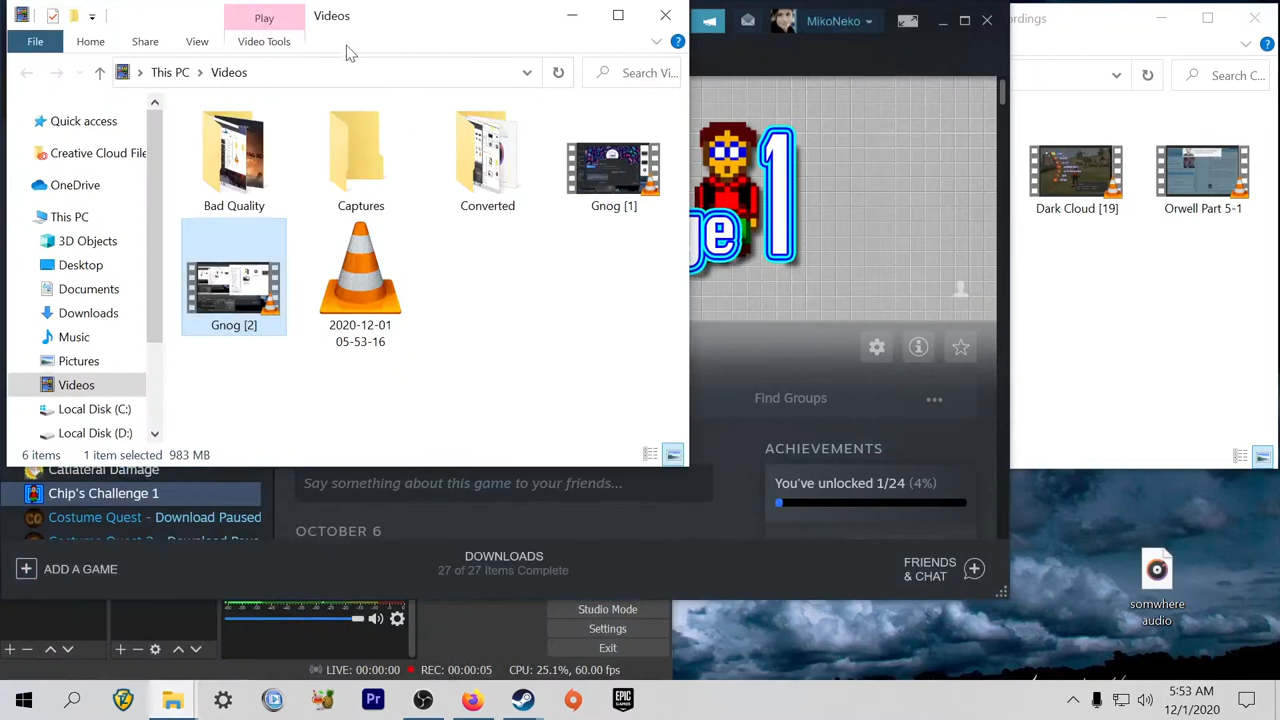 Play
Videos
File
Home
Share
View
Video Tools
This PC
Videos
Search Vi...
Quick access
Creative Cloud File
OneDrive
This PC
3D Objects
Desktop
Documents
Downloads
Music
Pictures
Videos
Local Disk (C:)
Local Disk (D:)
Bad Quality
Captures
Converted
Gnog [1]
Gnog [2]
2020-12-01
05-53-16
6 items
1 item selected
983 MB
MikoNeko
ordings
Search C...
Dark Cloud [19]
Orwell Part 5-1
ge 1
Find Groups
ACHIEVEMENTS
You've unlocked 1/24 (4%)
Chip's Challenge 1
Costume Quest - Download Paused
Say something about this game to your friends...
OCTOBER 6
ADD A GAME
DOWNLOADS
27 of 27 Items Complete
FRIENDS
& CHAT
somwhere
audio
Studio Mode
Settings
Exit
LIVE: 00:00:00
REC: 00:00:05
CPU: 25.1%, 60.00 fps
Pr
EPIC
GAMES
5:53 AM
12/1/2020